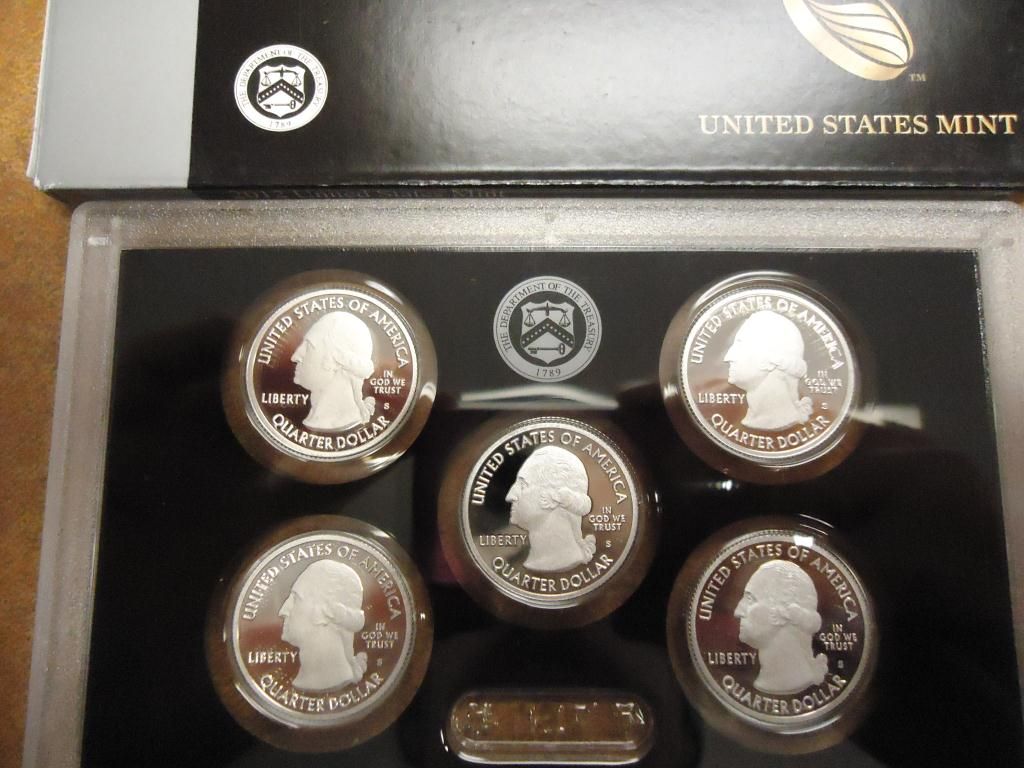 THE DEPARTMENT OF THE TREASURY
1789
TM
UNITED STATES MINT
UNITED STATES OF AMERICA
IN
GOD WE
TRUST
LIBERTY
S
QUARTER DOLLAR
THE DEPARTMENT OF THE TREASURY
1789
UNITED STATES OF AMERICA
IN
GOD WE
TRUST
LIBERTY
S
QUARTER DOLLAR
UNITED STATES OF AMERICA
IN
GOD WE
TRUST
LIBERTY
S
QUARTER DOLLAR
UNITED STATES OF AMERICA
IN
GOD WE
TRUST
LIBERTY
S
QUARTER DOLLAR
UNITED STATES OF AMERICA
IN
GOD WE
TRUST
LIBERTY
S
QUARTER DOLLAR